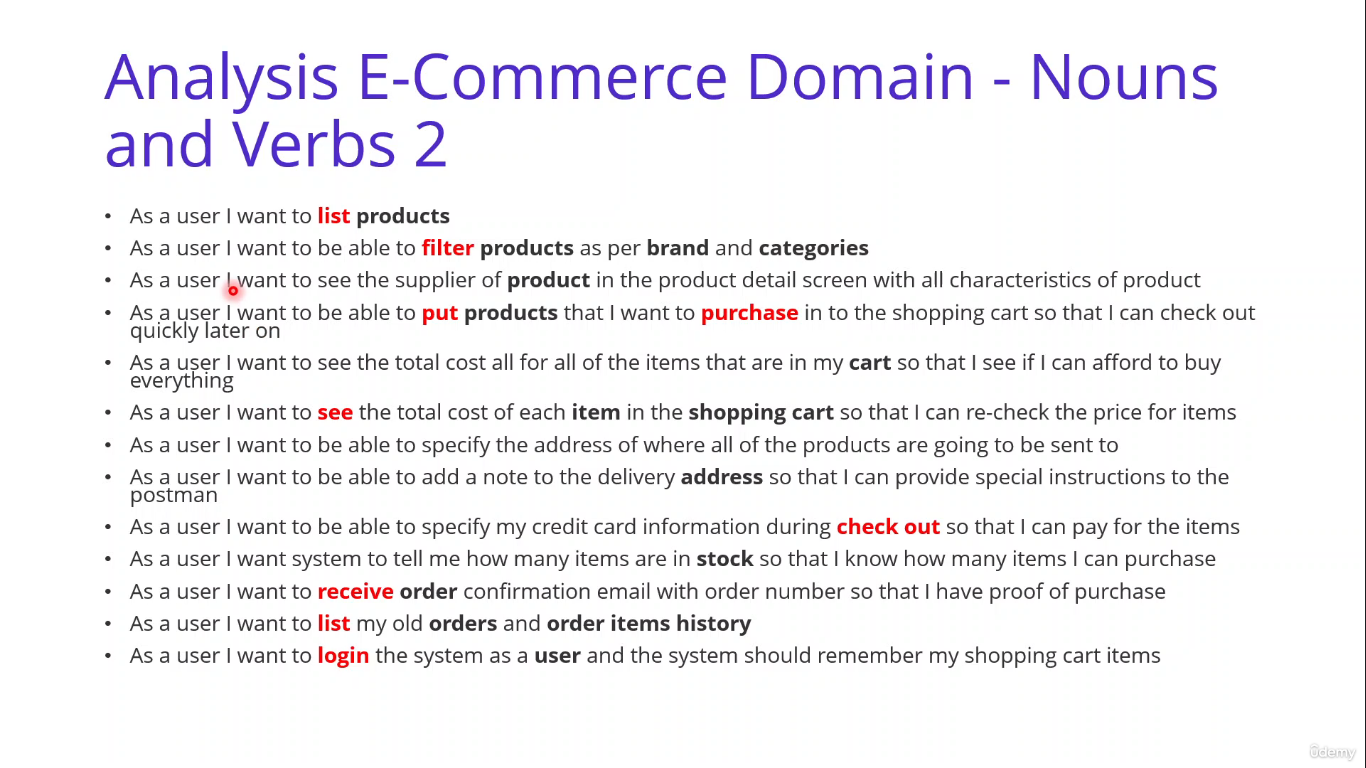 Analysis E-Commerce Domain - Nouns
and Verbs 2
• As a user I want to list products
• As a user I want to be able to filter products as per brand and categories
• As a user I want to see the supplier of product in the product detail screen with all characteristics of product
• As a user I want to be able to put products that I want to purchase in to the shopping cart so that I can check out
quickly later on
• As a user I want to see the total cost all for all of the items that are in my cart so that I see if I can afford to buy
everything
• As a user I want to see the total cost of each item in the shopping cart so that I can re-check the price for items
• As a user I want to be able to specify the address of where all of the products are going to be sent to
• As a user I want to be able to add a note to the delivery address so that I can provide special instructions to the
postman
• As a user I want to be able to specify my credit card information during check out so that I can pay for the items
• As a user I want system to tell me how many items are in stock so that I know how many items I can purchase
• As a user I want to receive order confirmation email with order number so that I have proof of purchase
• As a user I want to list my old orders and order items history
• As a user I want to login the system as a user and the system should remember my shopping cart items
ûdemy